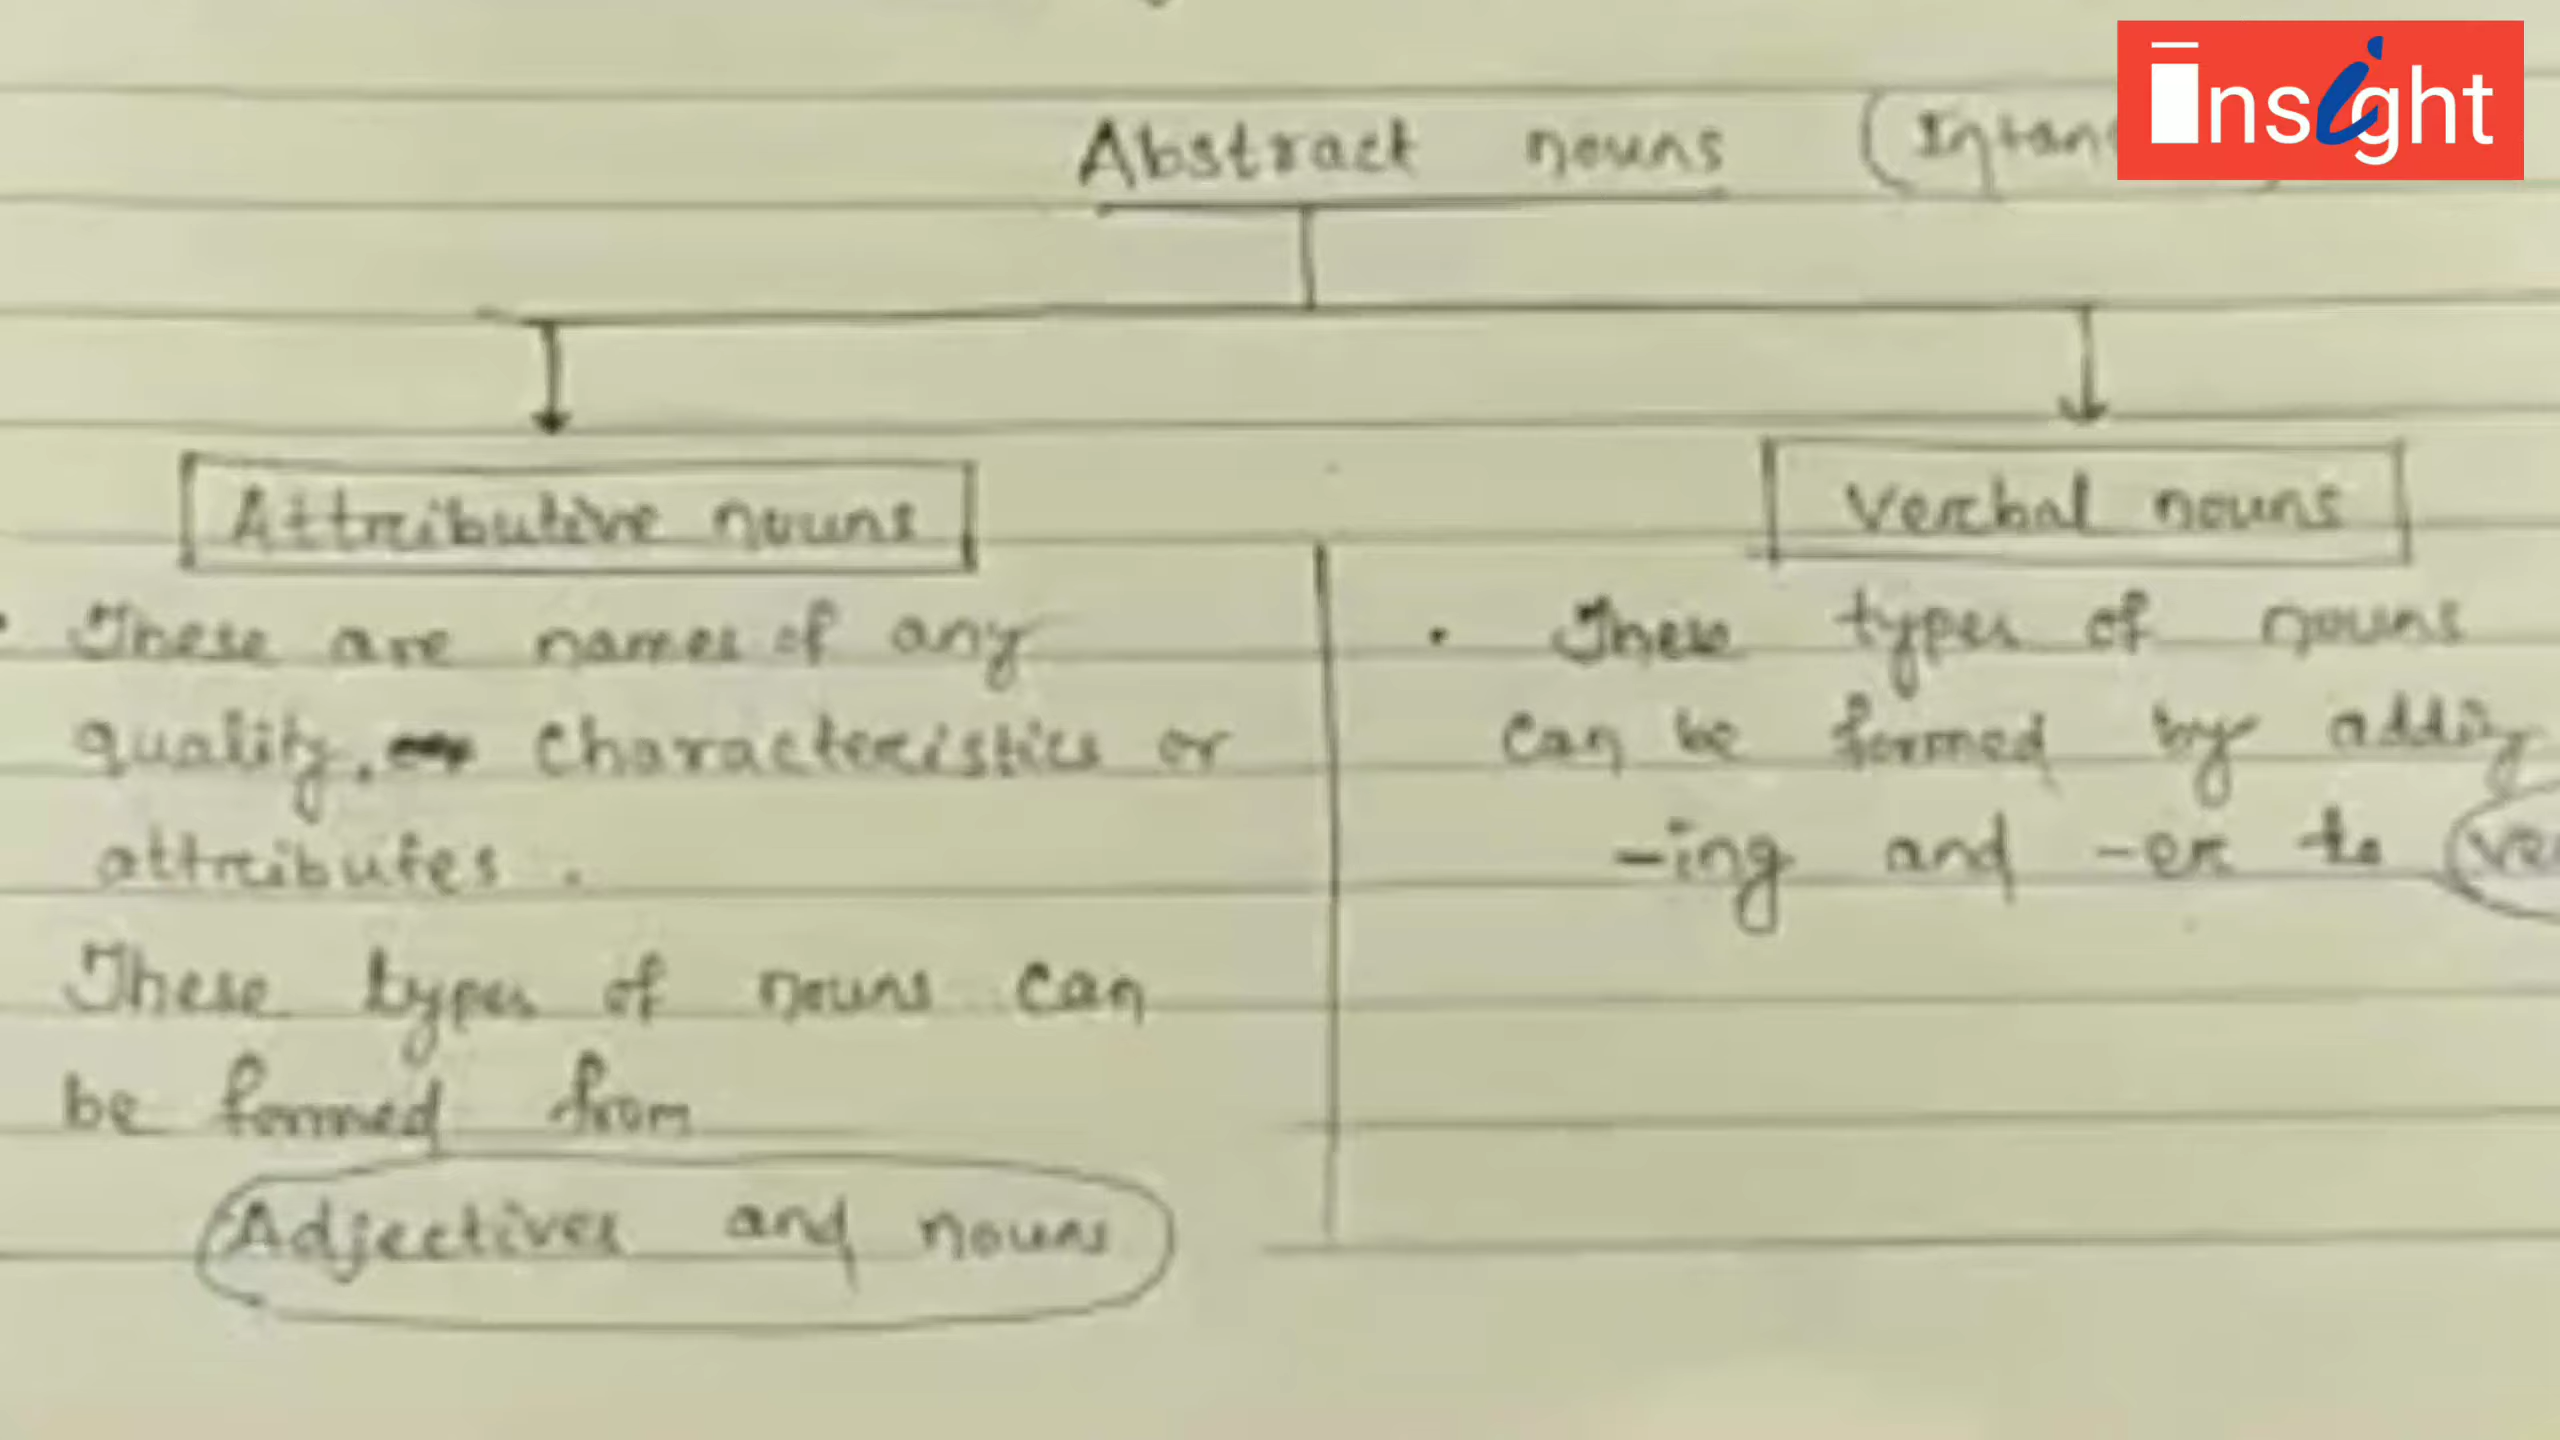 Insight
Abstract nouns
Attributive nouns
Verbal nouns
• These are names of any
quality, characteristics or
attributes.
These types of nouns can
be formed from
Adjectives and nouns
• These types of nouns
can be formed by adding
-ing and -er to